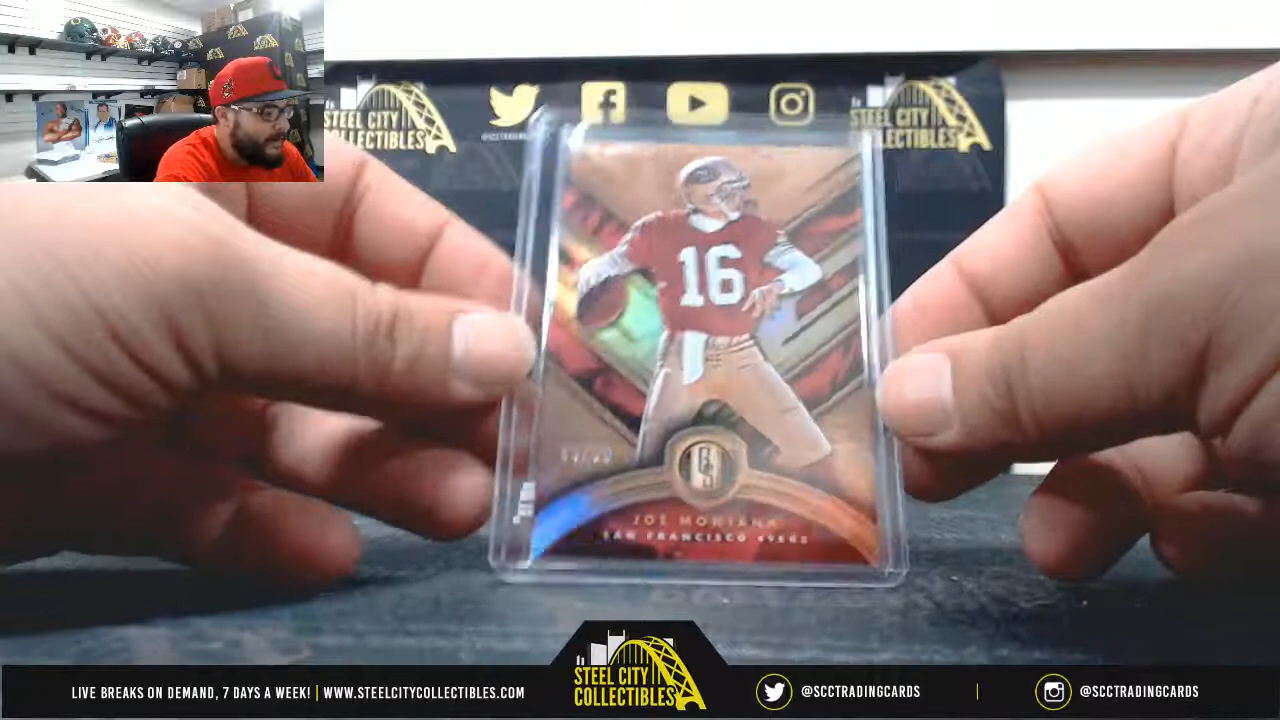 STEEL CITY
COLLECTIBLES
STEEL CITY
COLLECTIBLES
16
GS
JOE MONTANA
SAN FRANCISCO 49ERS
STEEL CITY
COLLECTIBLES
LIVE BREAKS ON DEMAND, 7 DAYS A WEEK! | WWW.STEELCITYCOLLECTIBLES.COM
@SCCTRADINGCARDS | @SCCTRADINGCARDS